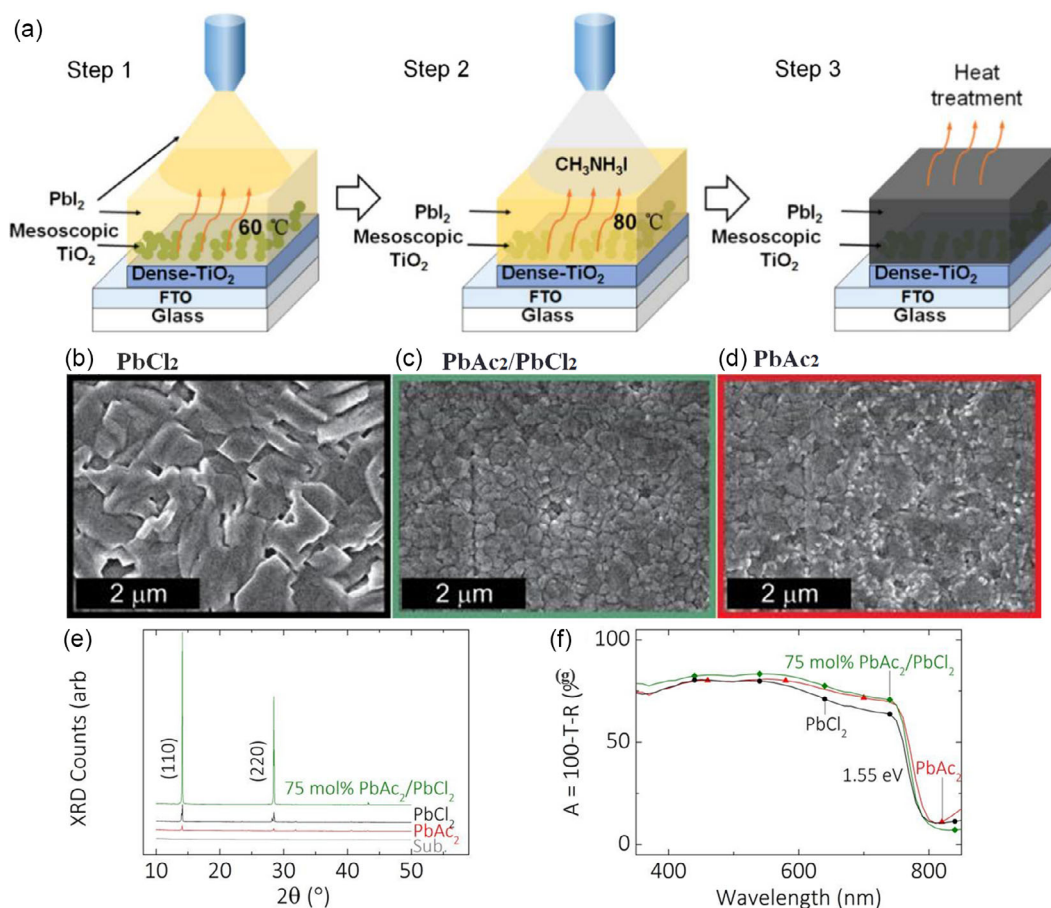 (a)
Step 1
Step 2
Step 3
Heat
treatment
CH₃NH₃I
PbI₂
Mesoscopic
TiO₂
60 ℃
Dense-TiO₂
FTO
Glass
PbI₂
Mesoscopic
TiO₂
80 ℃
Dense-TiO₂
FTO
Glass
PbI₂
Mesoscopic
TiO₂
Dense-TiO₂
FTO
Glass
(b) PbCl₂
(c) PbAc₂/PbCl₂
(d) PbAc₂
2 μm
2 μm
2 μm
(e)
XRD Counts (arb
(110)
(220)
75 mol% PbAc₂/PbCl₂
PbCl₂
PbAc₂
Sub.
10 20 30 40 50
2θ (°)
(f)
(g)
A = 100-T-R (%)
100
50
0
75 mol% PbAc₂/PbCl₂
PbCl₂
1.55 eV
PbAc₂
400 600 800
Wavelength (nm)